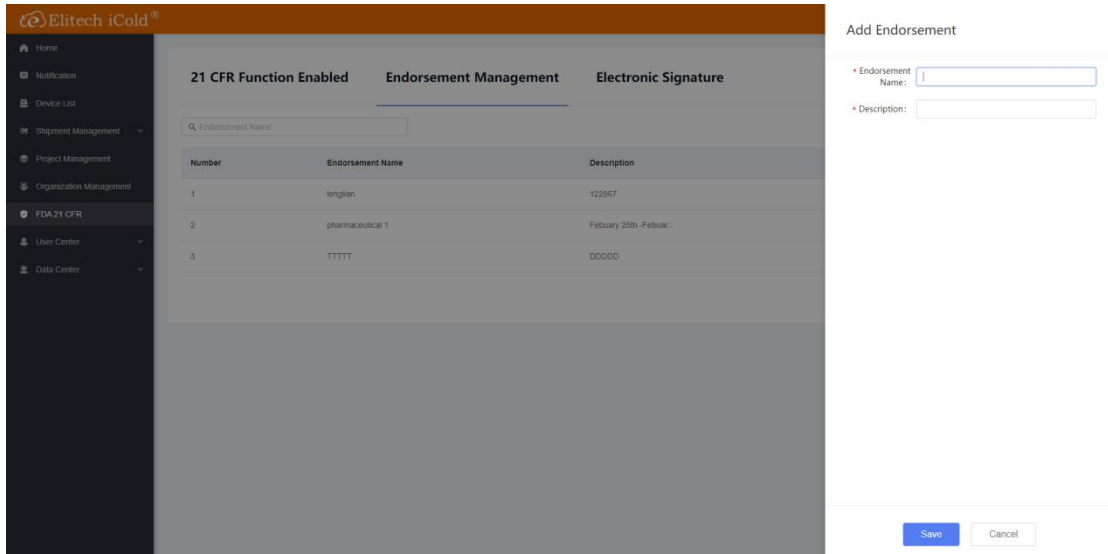 Elitech iCold®
Home
Notification
Device List
Shipment Management
Project Management
Organization Management
FDA 21 CFR
User Center
Data Center
21 CFR Function Enabled Endorsement Management Electronic Signature
Endorsement Name
Number Endorsement Name Description
1 lenglian 122567
2 pharmaceutical 1 Febuary 25th -Febuar...
3 TTTTT DDDDD
Add Endorsement
* Endorsement
Name:
* Description:
Save Cancel